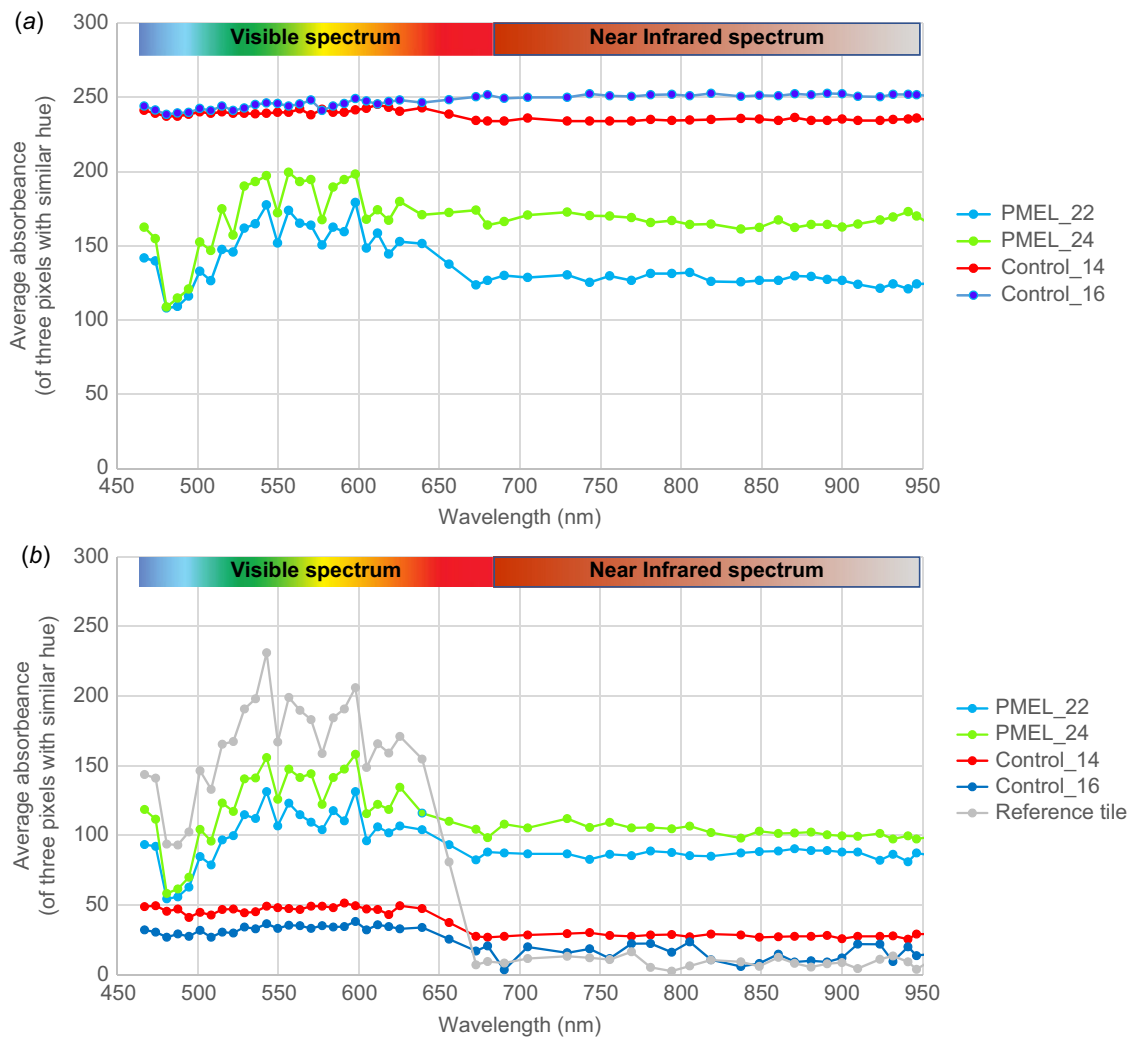 (a)
Visible spectrum
Near Infrared spectrum
Average absorbeance
(of three pixels with similar hue)
300
250
200
150
100
50
0
450 500 550 600 650 700 750 800 850 900 950
Wavelength (nm)
PMEL_22
PMEL_24
Control_14
Control_16
(b)
Visible spectrum
Near Infrared spectrum
Average absorbeance
(of three pixels with similar hue)
300
250
200
150
100
50
0
450 500 550 600 650 700 750 800 850 900 950
Wavelength (nm)
PMEL_22
PMEL_24
Control_14
Control_16
Reference tile